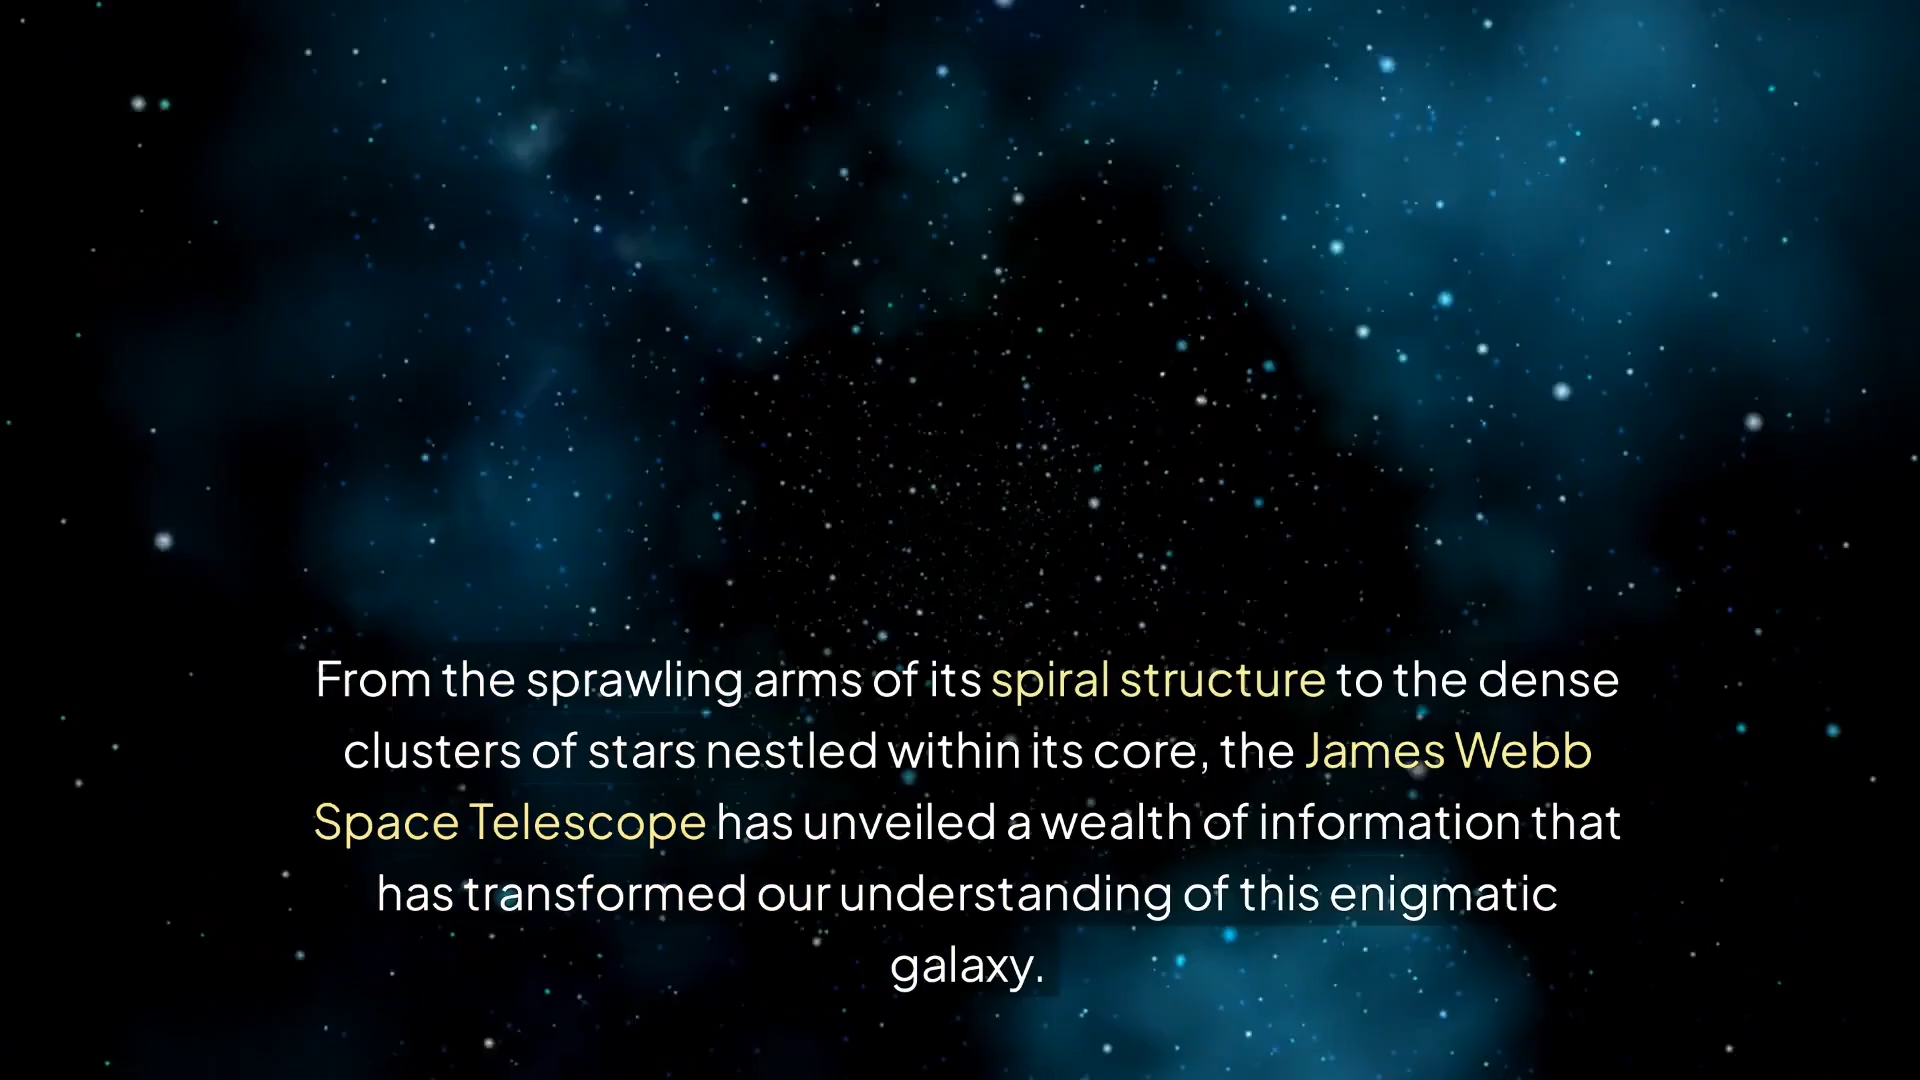 From the sprawling arms of its spiral structure to the dense
clusters of stars nestled within its core, the James Webb
Space Telescope has unveiled a wealth of information that
has transformed our understanding of this enigmatic
galaxy.